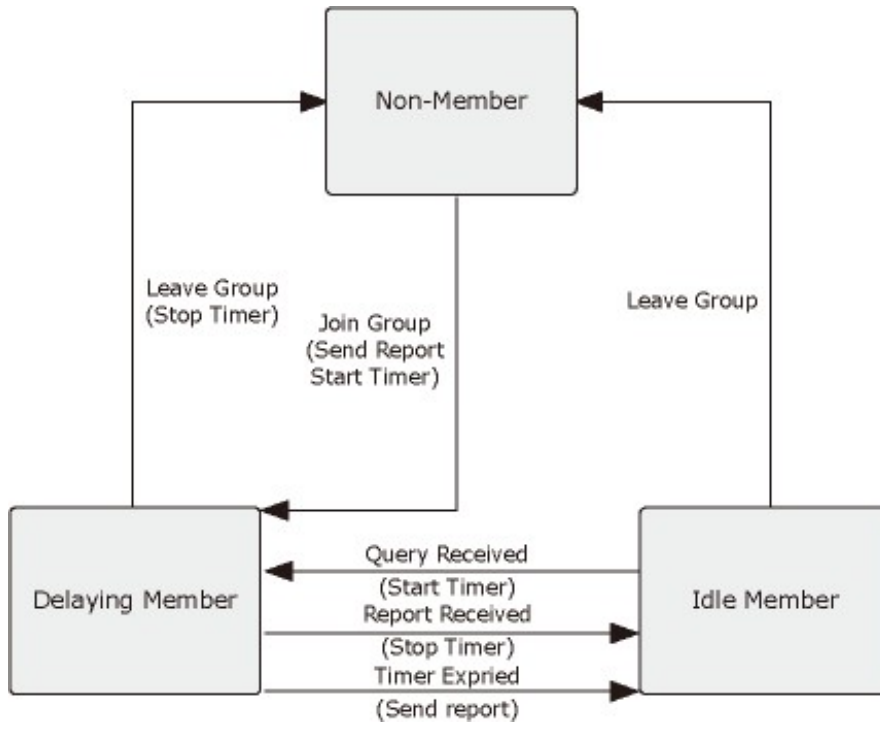 Non-Member
Leave Group
(Stop Timer)
Join Group
(Send Report
Start Timer)
Leave Group
Delaying Member
Query Received
(Start Timer)
Report Received
(Stop Timer)
Timer Expried
(Send report)
Idle Member